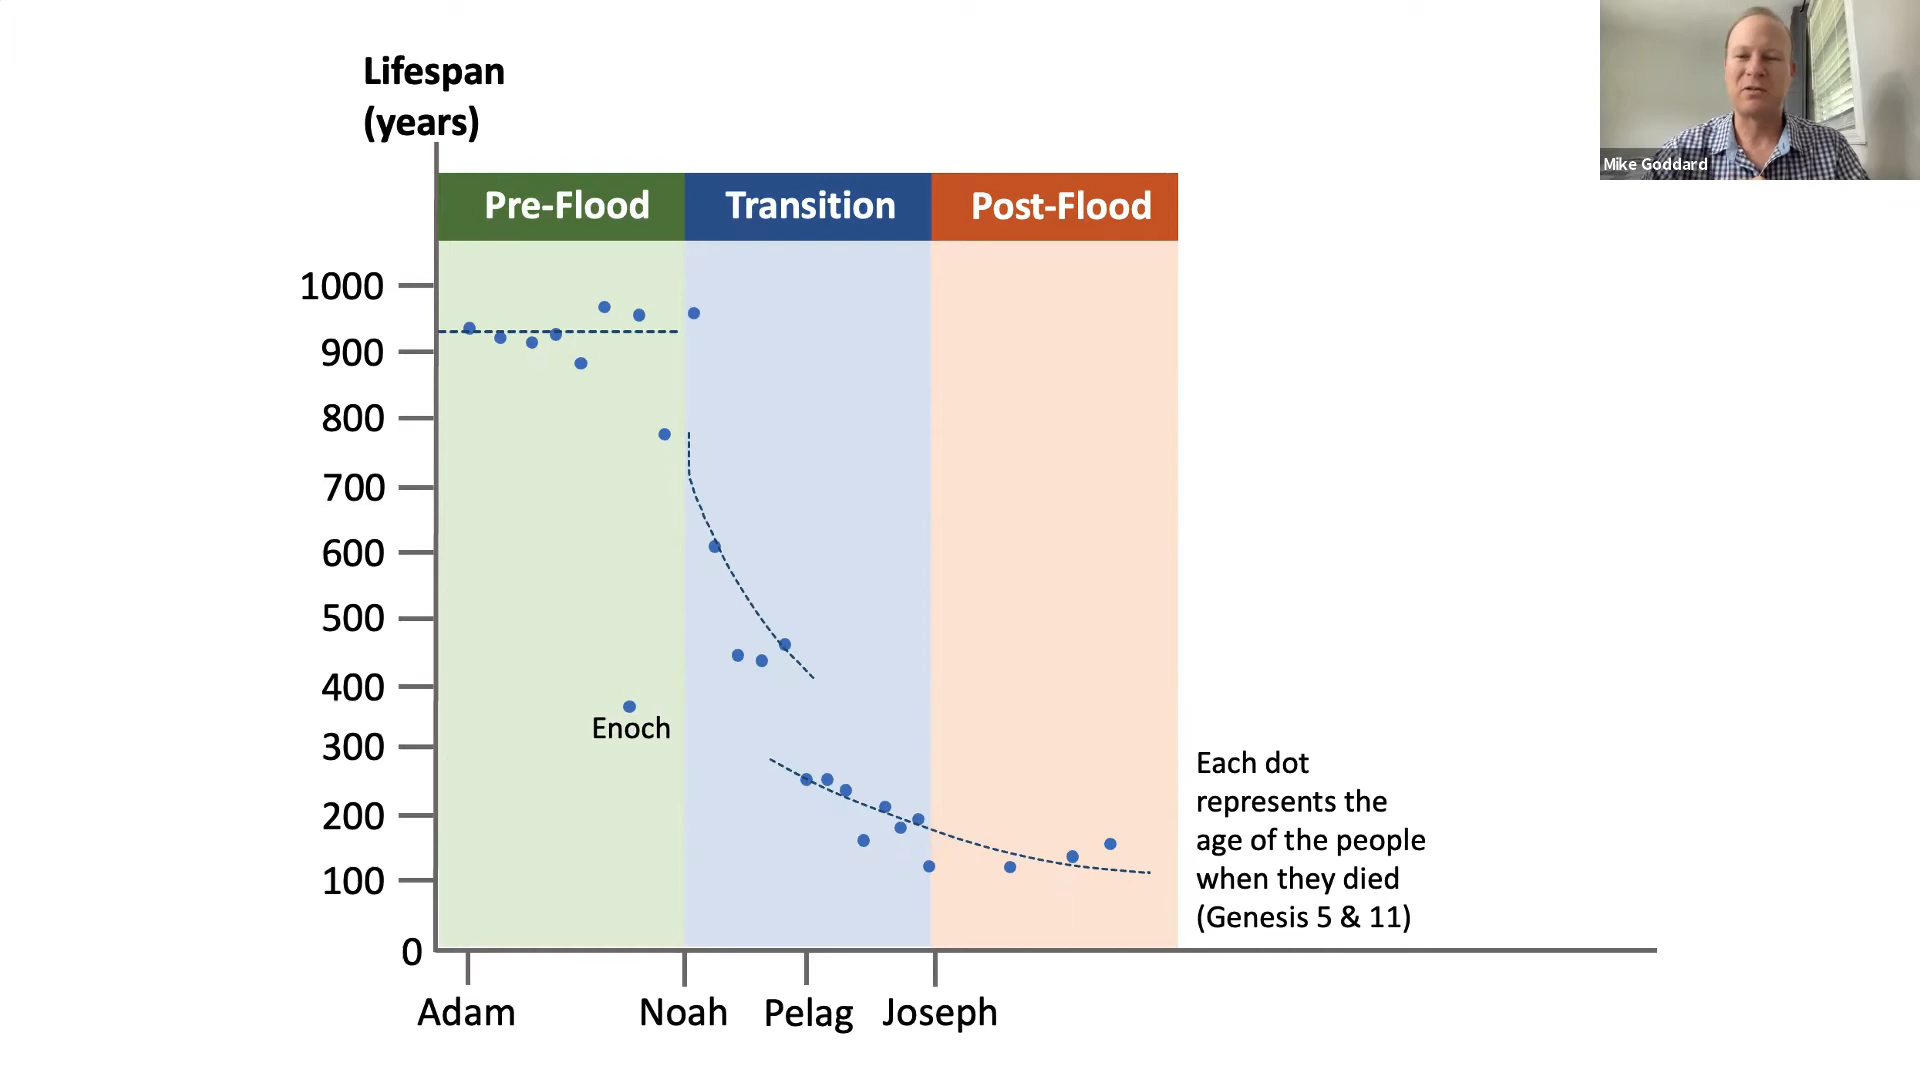 Lifespan
(years)
Mike Goddard
Pre-Flood
Transition
Post-Flood
1000
900
800
700
600
500
400
300
200
100
0
Enoch
Each dot
represents the
age of the people
when they died
(Genesis 5 & 11)
Adam
Noah
Pelag
Joseph